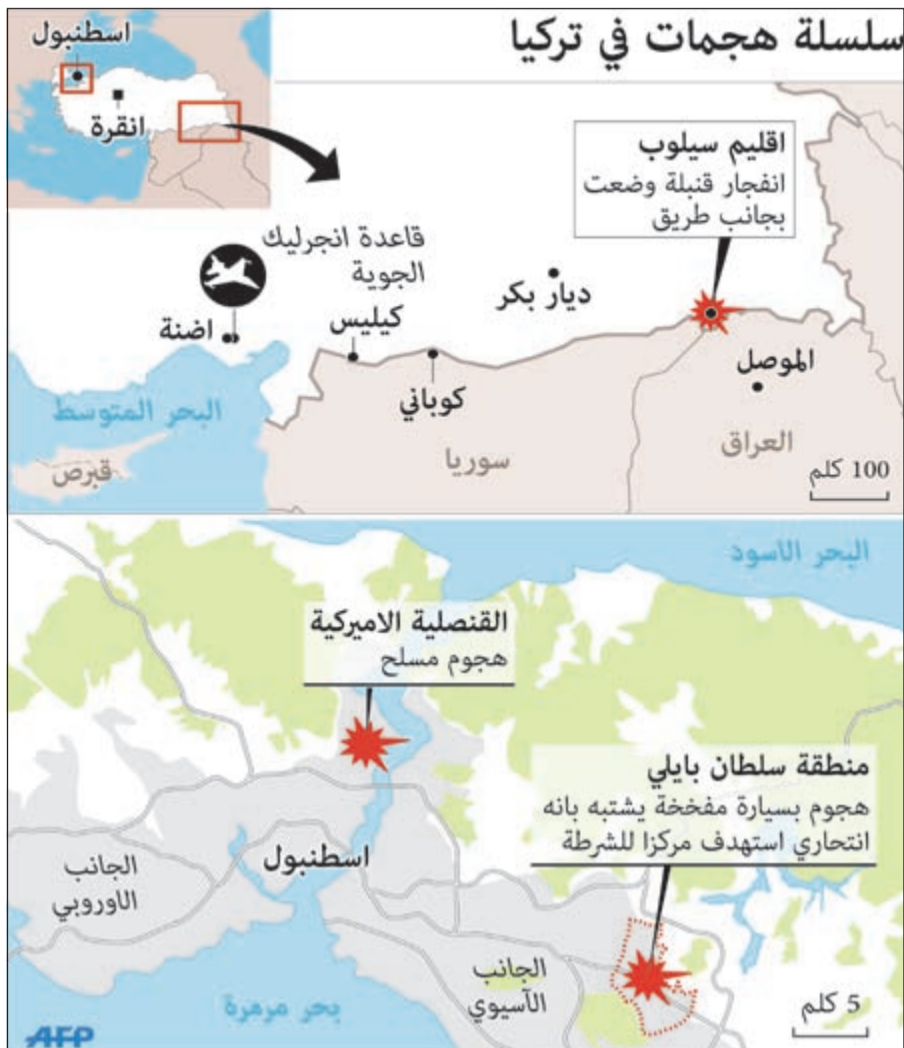 سلسلة هجمات في تركيا
اسطنبول
انقرة
اقليم سيلوب
انفجار قنبلة وضعت
بجانب طريق
قاعدة انجرليك
الجوية
ديار بكر
كيليس
اضنة
كوباني
الموصل
البحر المتوسط
قبرص
سوريا
العراق
100 كلم
البحر الاسود
القنصلية الاميركية
هجوم مسلح
منطقة سلطان بايلي
هجوم بسيارة مفخخة يشتبه بانه
انتحاري استهدف مركزا للشرطة
اسطنبول
الجانب
الاوروبي
الجانب
الآسيوي
بحر مرمرة
5 كلم
AFP